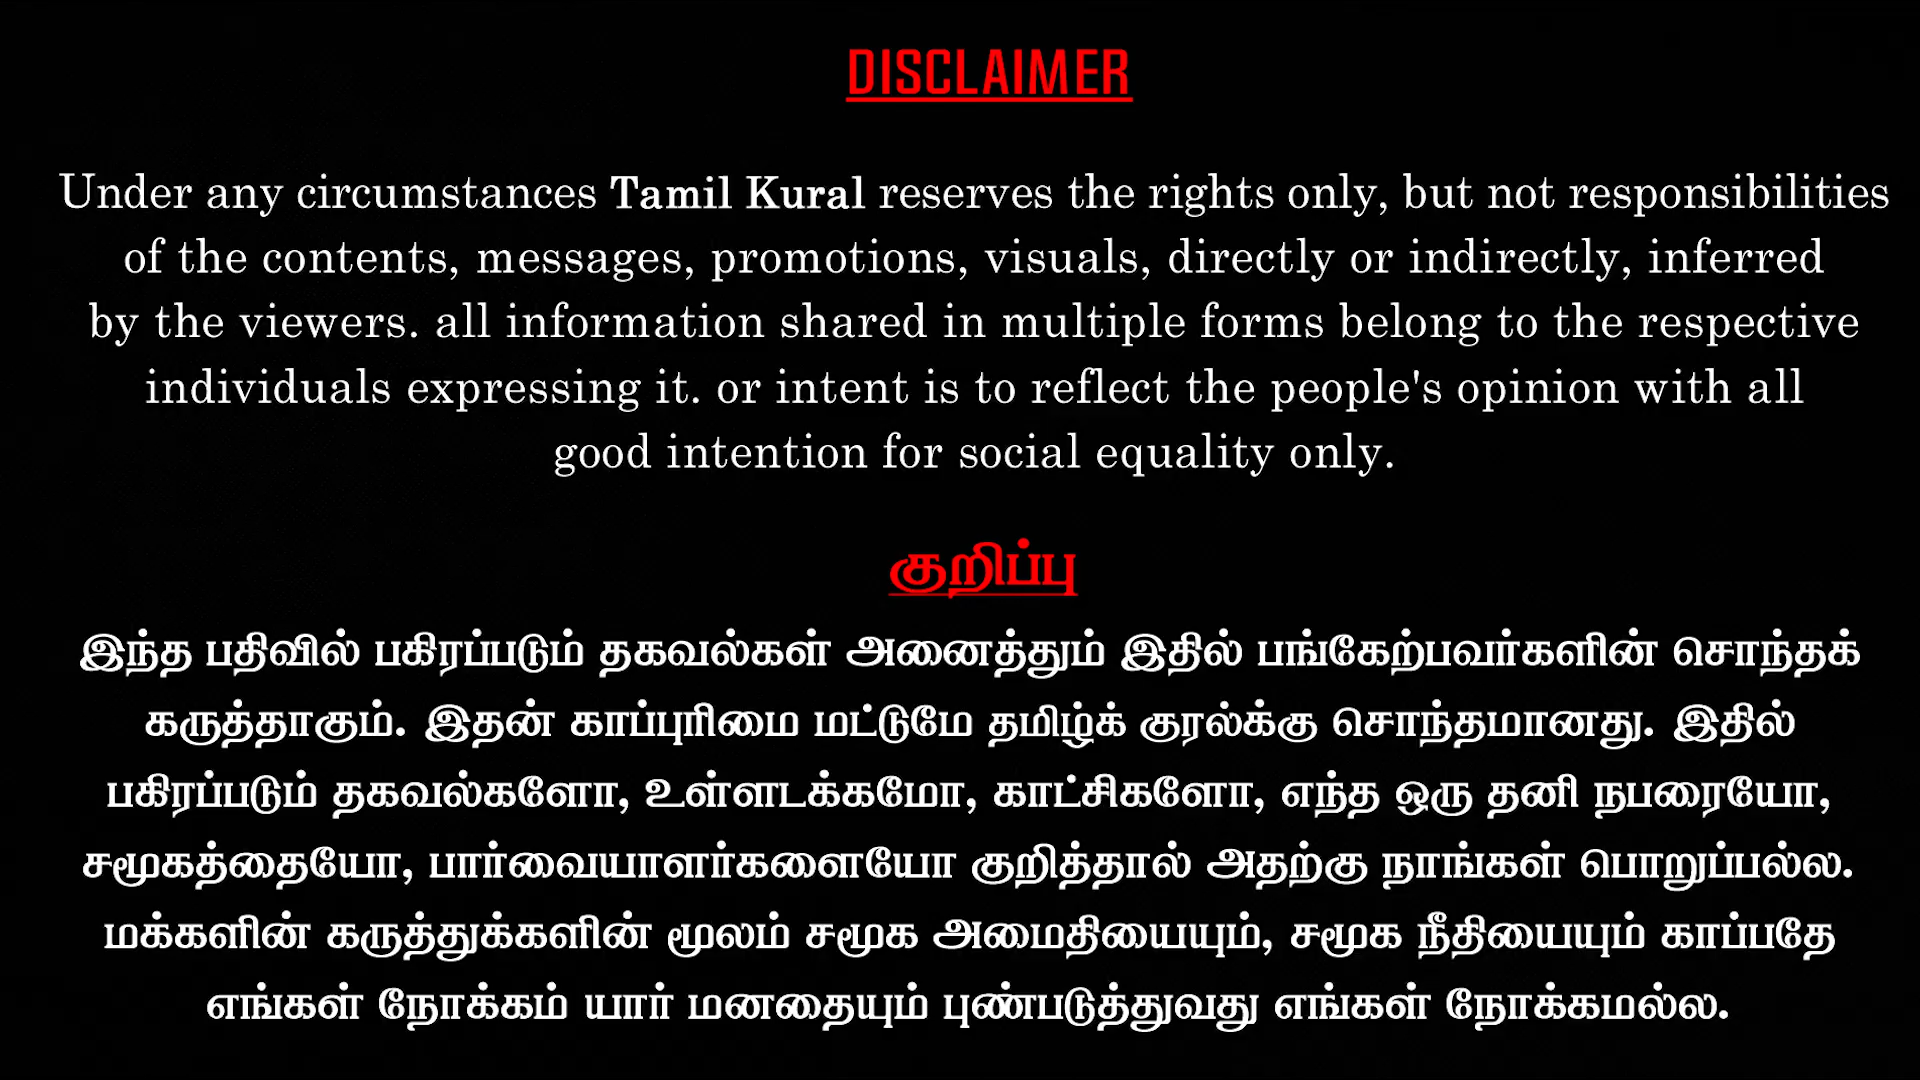 DISCLAIMER
Under any circumstances Tamil Kural reserves the rights only, but not responsibilities
of the contents, messages, promotions, visuals, directly or indirectly, inferred
by the viewers. all information shared in multiple forms belong to the respective
individuals expressing it. or intent is to reflect the people's opinion with all
good intention for social equality only.
குறிப்பு
இந்த பதிவில் பகிரப்படும் தகவல்கள் அனைத்தும் இதில் பங்கேற்பவர்களின் சொந்தக்
கருத்தாகும். இதன் காப்புரிமை மட்டுமே தமிழ்க் குரல்க்கு சொந்தமானது. இதில்
பகிரப்படும் தகவல்களோ, உள்ளடக்கமோ, காட்சிகளோ, எந்த ஒரு தனி நபரையோ,
சமூகத்தையோ, பார்வையாளர்களையோ குறித்தால் அதற்கு நாங்கள் பொறுப்பல்ல.
மக்களின் கருத்துக்களின் மூலம் சமூக அமைதியையும், சமூக நீதியையும் காப்பதே
எங்கள் நோக்கம் யார் மனதையும் புண்படுத்துவது எங்கள் நோக்கமல்ல.